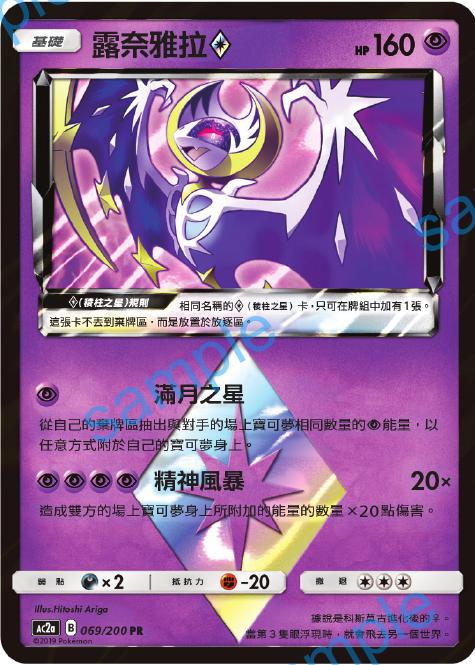 sample
基礎 露奈雅拉 HP 160
(稜柱之星)規則 相同名稱的 (稜柱之星)卡,只可在牌組中加有1張。
這張卡不丟到棄牌區,而是放置於放逐區。
滿月之星
從自己的棄牌區抽出與對手的場上寶可夢相同數量的 能量,以
任意方式附於自己的寶可夢身上。
精神風暴 20×
造成雙方的場上寶可夢身上所附加的能量的數量×20點傷害。
弱點 ×2 抵抗力 -20 撤退
Illus.Hitoshi Ariga
AC2a B 069/200 PR
©2019 Pokémon
據說是科斯莫古進化後的♀。
當第3隻眼浮現時,就會飛去另一個世界。
sample
sample
sample
sample